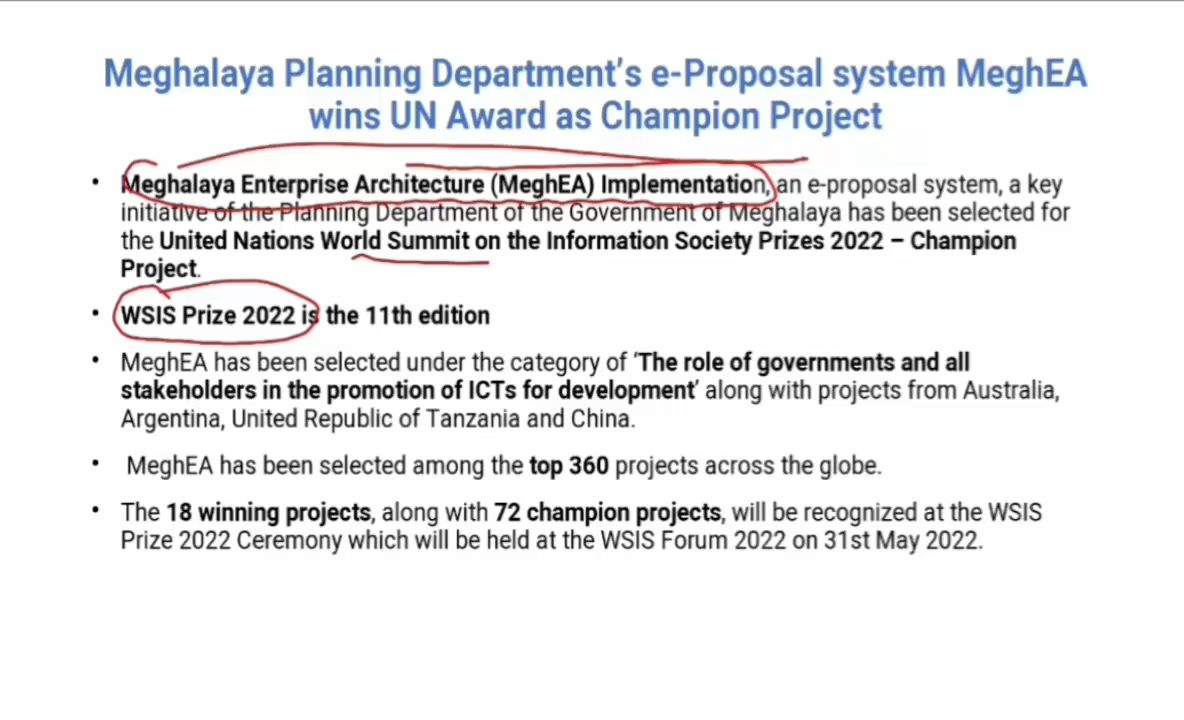 Meghalaya Planning Department's e-Proposal system MeghEA
wins UN Award as Champion Project
• Meghalaya Enterprise Architecture (MeghEA) Implementation, an e-proposal system, a key
initiative of the Planning Department of the Government of Meghalaya has been selected for
the United Nations World Summit on the Information Society Prizes 2022 – Champion
Project.
• WSIS Prize 2022 is the 11th edition
• MeghEA has been selected under the category of 'The role of governments and all
stakeholders in the promotion of ICTs for development' along with projects from Australia,
Argentina, United Republic of Tanzania and China.
• MeghEA has been selected among the top 360 projects across the globe.
• The 18 winning projects, along with 72 champion projects, will be recognized at the WSIS
Prize 2022 Ceremony which will be held at the WSIS Forum 2022 on 31st May 2022.